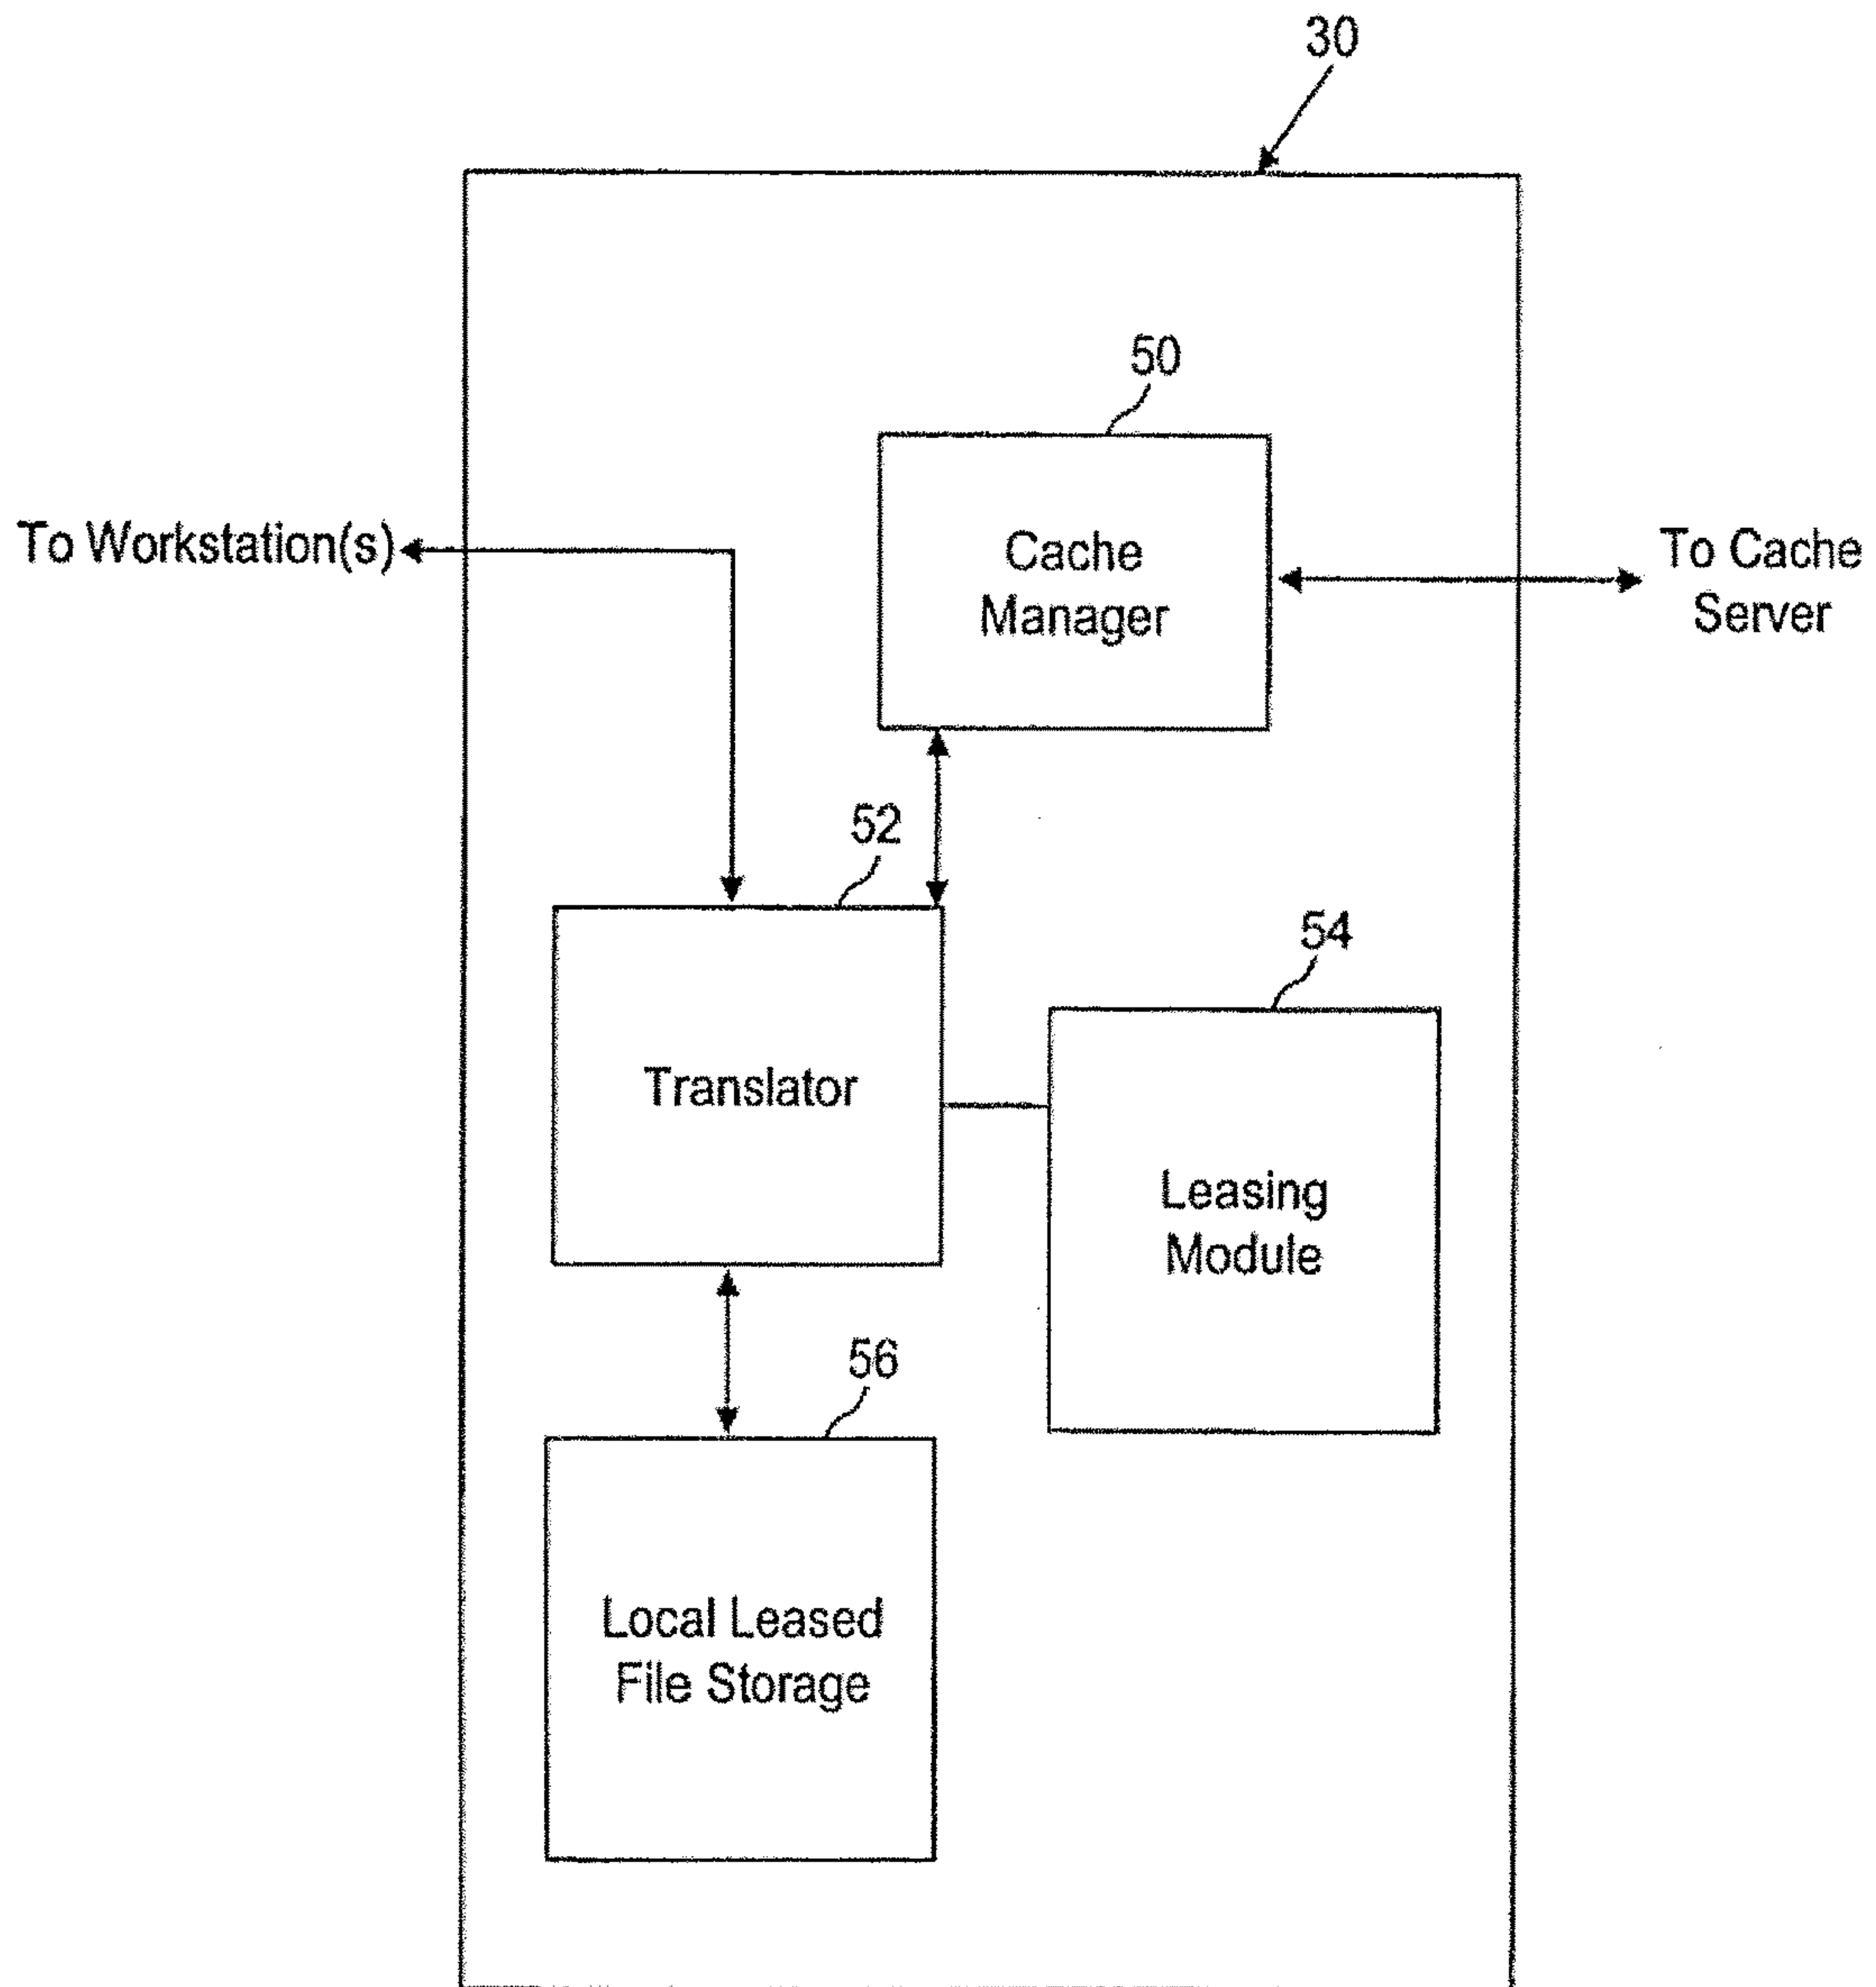 30
50
To Workstation(s)
Cache
Manager
To Cache
Server
52
54
Translator
Leasing
Module
56
Local Leased
File Storage